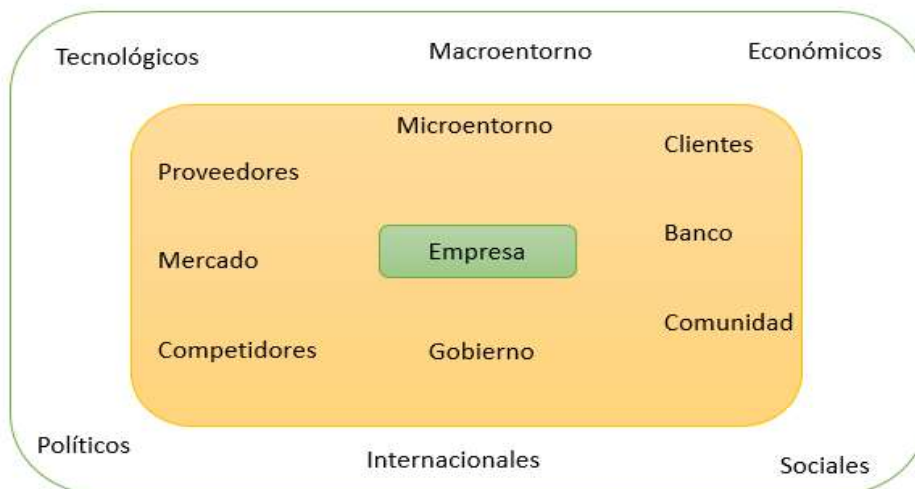 Tecnológicos
Macroentorno
Económicos
Microentorno
Clientes
Proveedores
Banco
Empresa
Mercado
Comunidad
Competidores
Gobierno
Políticos
Internacionales
Sociales